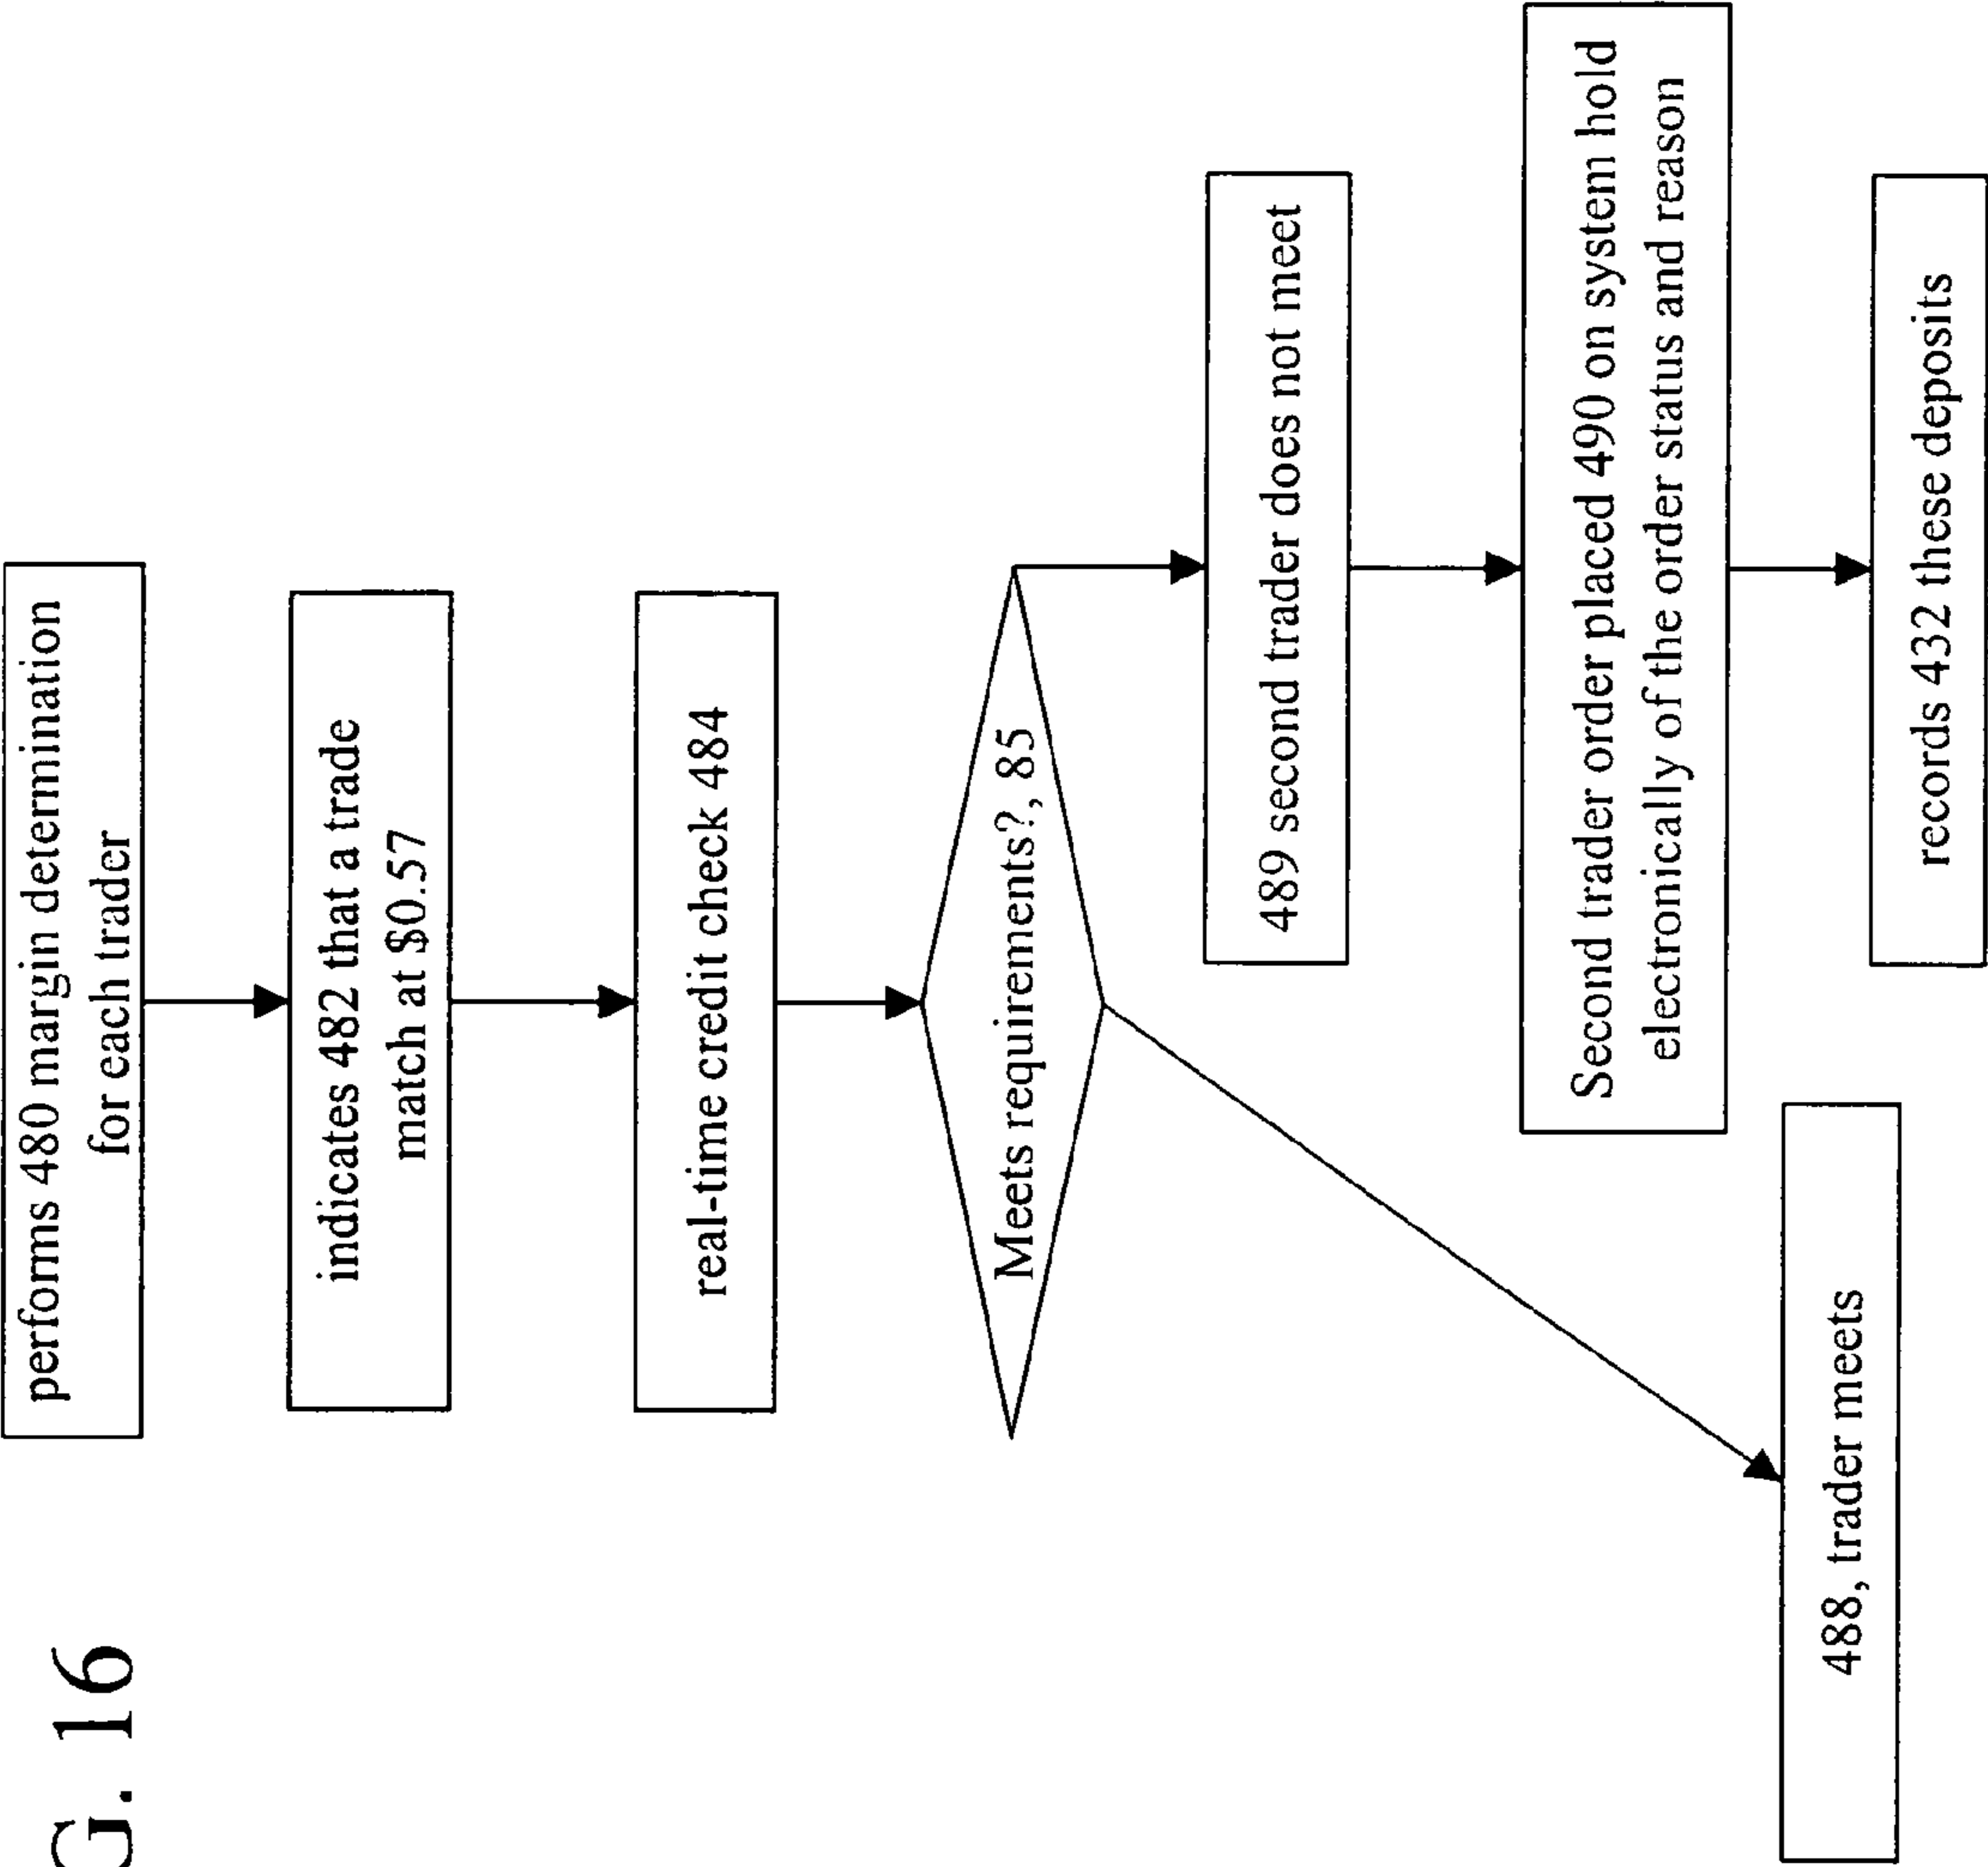 G. 16
performs 480 margin determination
for each trader
indicates 482 that a trade
match at $0.57
real-time credit check 484
Meets requirements?, 85
489 second trader does not meet
Second trader order placed 490 on system hold
electronically of the order status and reason
records 432 these deposits
488, trader meets